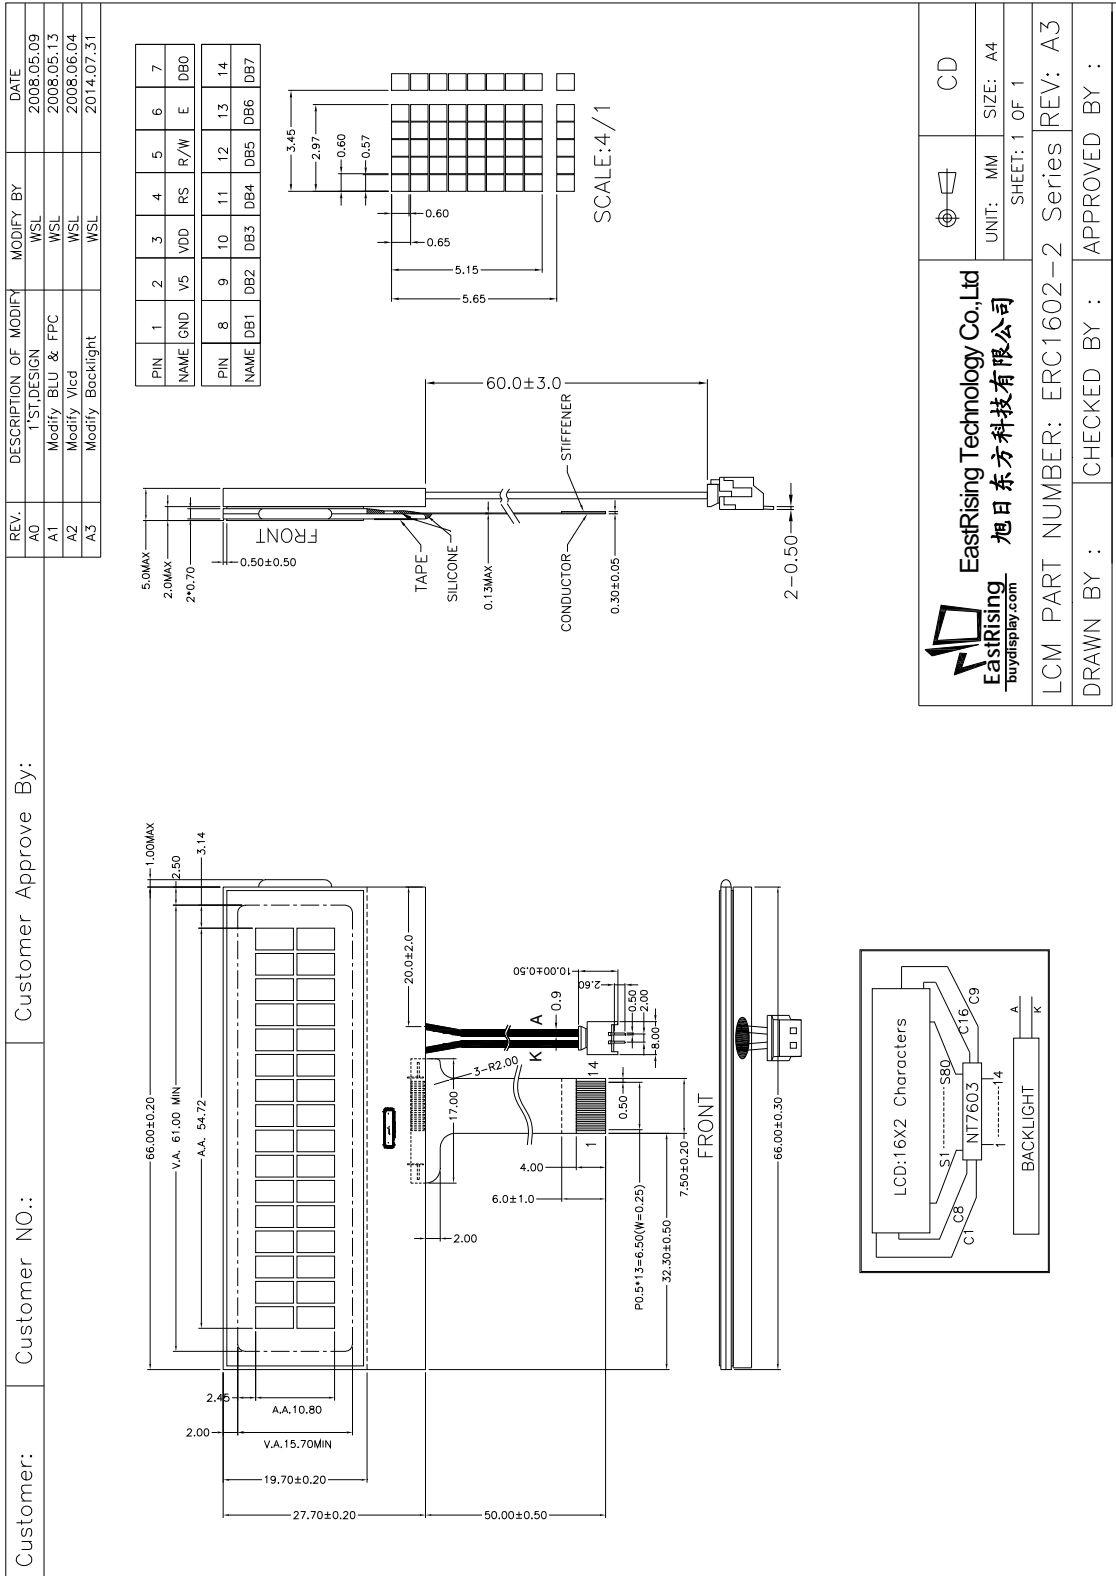 Customer:
Customer NO.:
Customer Approve By:
REV. DESCRIPTION OF MODIFY MODIFY BY DATE
A0 1'ST,DESIGN WSL 2008.05.09
A1 Modify BLU & FPC WSL 2008.05.13
A2 Modify Vlcd WSL 2008.06.04
A3 Modify Backlight WSL 2014.07.31
PIN 1 2 3 4 5 6 7
NAME GND V5 VDD RS R/W E DB0
PIN 8 9 10 11 12 13 14
NAME DB1 DB2 DB3 DB4 DB5 DB6 DB7
66.00±0.20
1.00MAX
V.A. 61.00 MIN
2.50
A.A. 54.72
3.14
2.45
A.A.10.80
2.00
V.A.15.70MIN
19.70±0.20
27.70±0.20
50.00±0.50
20.0±2.0
K A
0.9
10.00±0.50
2.60
0.50
2.00
8.00
3-R2.00
17.00
2.00
1 14
4.00
6.0±1.0
0.50
P0.5*13=6.50(W=0.25)
7.50±0.20
32.30±0.50
FRONT
66.00±0.30
5.0MAX
2.0MAX
2*0.70
FRONT
0.50±0.50
TAPE
SILICONE
0.13MAX
CONDUCTOR
STIFFENER
0.30±0.05
60.0±3.0
2-0.50
3.45
2.97
0.60
0.57
0.60
0.65
5.15
5.65
SCALE:4/1
LCD:16X2 Characters
S1 S80
C8 C16
C1 C9
NT7603
1 14
BACKLIGHT
A
K
EastRising
buydisplay.com
EastRising Technology Co.,Ltd
旭日东方科技有限公司
CD
UNIT: MM SIZE: A4
SHEET: 1 OF 1
LCM PART NUMBER: ERC1602-2 Series REV: A3
DRAWN BY : CHECKED BY : APPROVED BY :